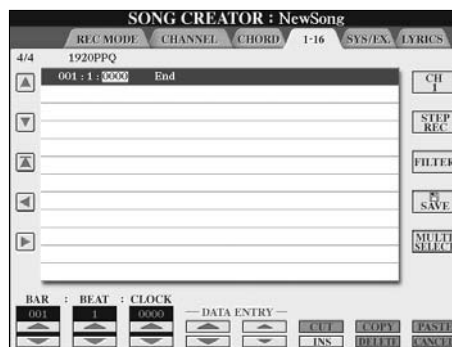 SONG CREATOR : NewSong
REC MODE CHANNEL CHORD 1-16 SYS/EX. LYRICS
4/4 1920PPQ
001 : 1 : 0000 End
CH
1
STEP
REC
FILTER
SAVE
MULTI
SELECT
BAR : BEAT : CLOCK
001 1 0000
DATA ENTRY
CUT COPY PASTE
INS DELETE CANCEL